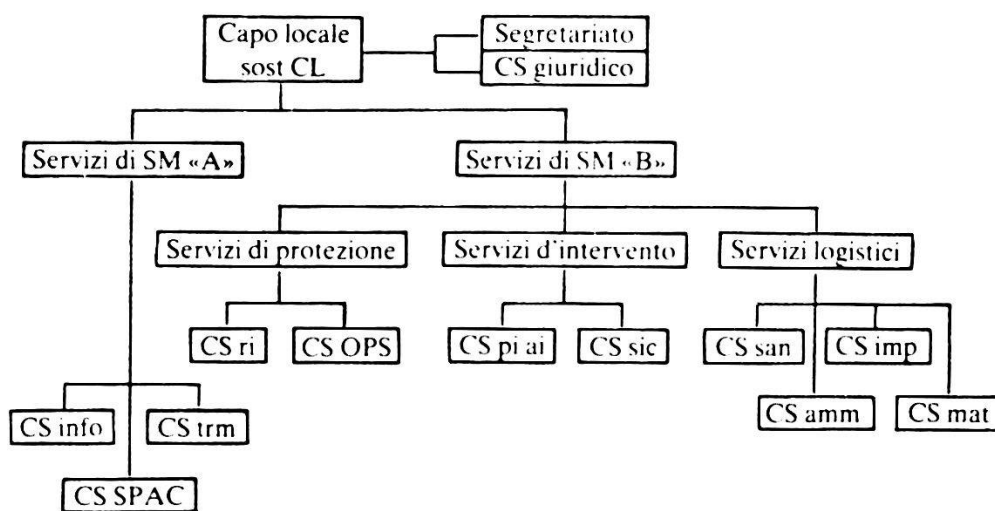 Capo locale
sost CL
Segretariato
CS giuridico
Servizi di SM «A»
Servizi di SM «B»
Servizi di protezione
Servizi d'intervento
Servizi logistici
CS ri
CS OPS
CS pi ai
CS sic
CS san
CS imp
CS amm
CS mat
CS info
CS trm
CS SPAC